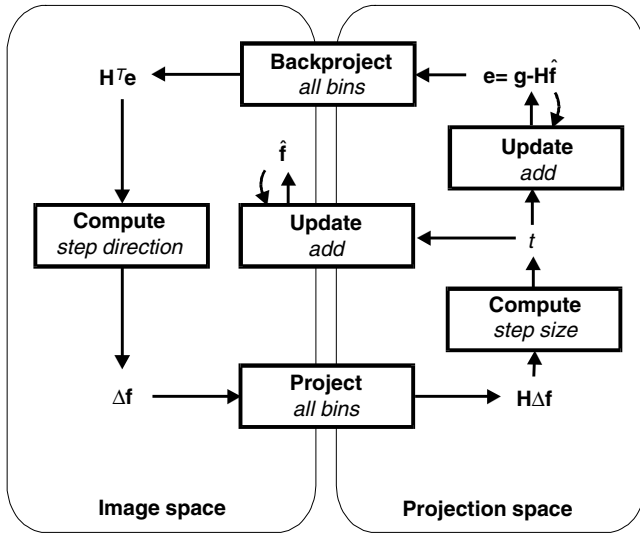 Backproject
all bins
Hᵀe
e= g-Hf̂
Update
add
f̂
Update
add
t
Compute
step direction
Compute
step size
Δf
Project
all bins
HΔf
Image space
Projection space